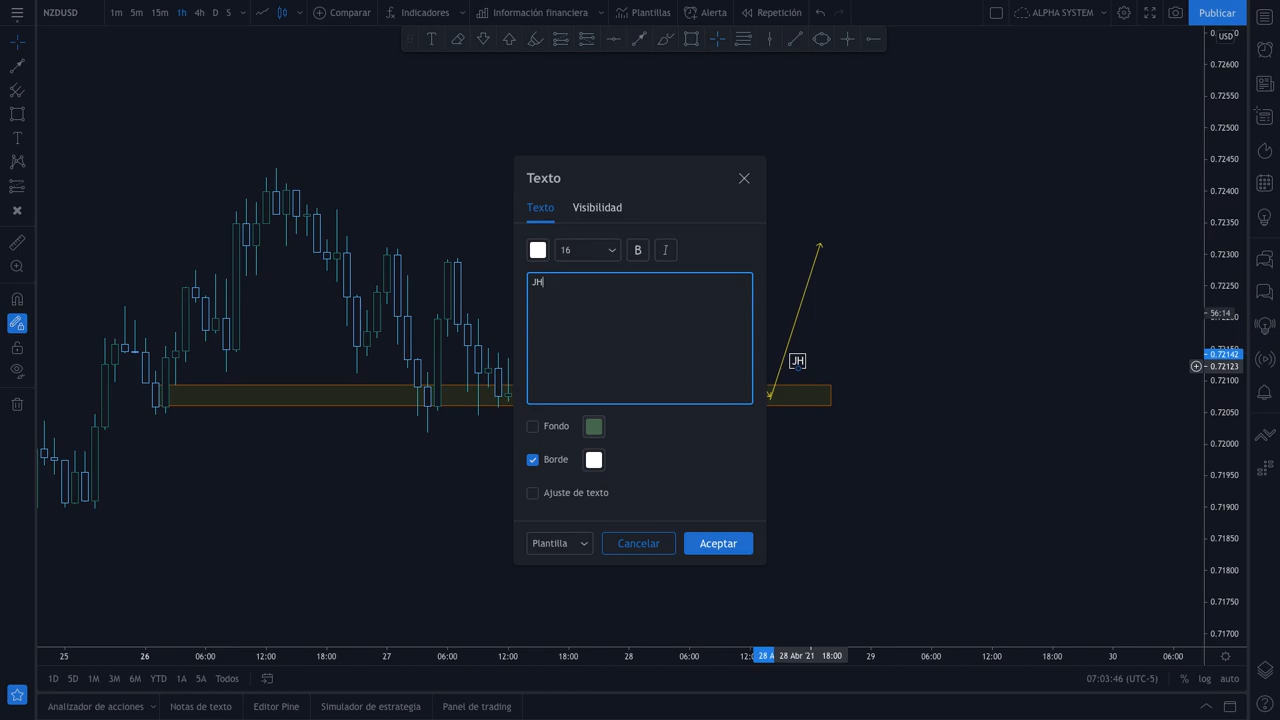 NZDUSD 1m 5m 15m 1h 4h D S Comparar Indicadores Información financiera Plantillas Alerta Repetición ALPHA SYSTEM Publicar
USD
0.72600
0.72550
0.72500
0.72450
0.72400
0.72350
0.72300
0.72250
56:14
0.72142
0.72123
0.72100
0.72050
0.72000
0.71950
0.71900
0.71850
0.71800
0.71750
0.71700
Texto
Texto Visibilidad
16 B I
JH
JH
Fondo
Borde
Ajuste de texto
Plantilla Cancelar Aceptar
25 26 06:00 12:00 18:00 27 06:00 12:00 28 06:00 28 Abr '21 18:00 29 06:00 12:00 18:00 30 06:00
1D 5D 1M 3M 6M YTD 1A 5A Todos 07:03:46 (UTC-5) % log auto
Analizador de acciones Notas de texto Editor Pine Simulador de estrategia Panel de trading